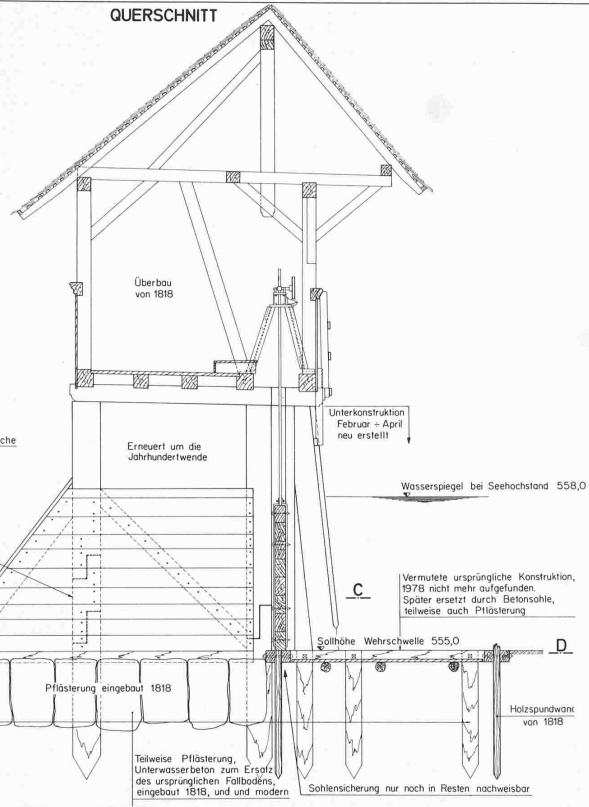 QUERSCHNITT
Überbau
von 1818
Unterkonstruktion
Februar ÷ April
neu erstellt
che
Erneuert um die
Jahrhundertwende
Wasserspiegel bei Seehochstand 558,0
C
Vermutete ursprüngliche Konstruktion,
1978 nicht mehr aufgefunden.
Später ersetzt durch Betonsohle,
teilweise auch Pflästerung
Sollhöhe Wehrschwelle 555,0
D
Pflästerung eingebaut 1818
Holzspundwand
von 1818
Teilweise Pflästerung,
Unterwasserbeton zum Ersatz
des ursprünglichen Fallbodens,
eingebaut 1818, und und modern
Sohlensicherung nur noch in Resten nachweisbar